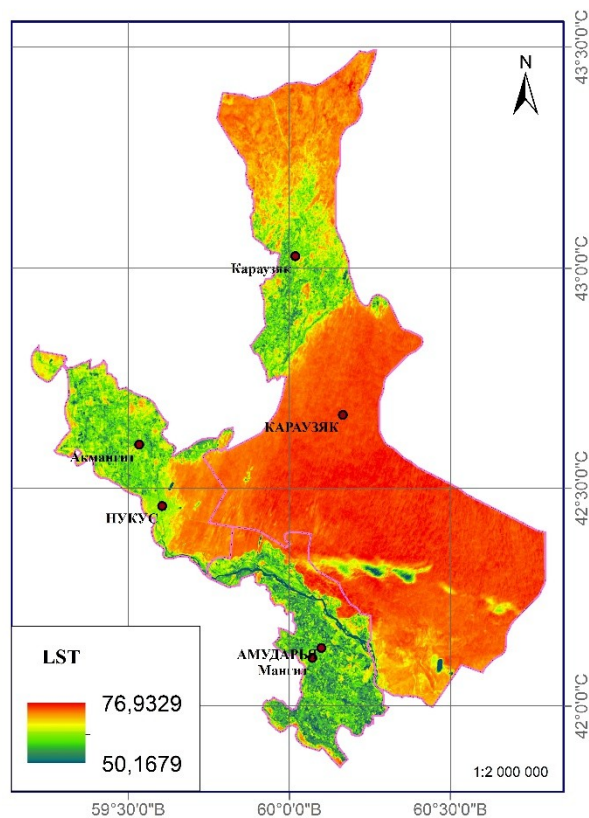 43°30'0"С
N
Караузяк
43°0'0"С
КАРАУЗЯК
Акмангит
42°30'0"С
НУКУС
АМУДАРЬЯ
Мангит
LST
76,9329
50,1679
42°0'0"С
1:2 000 000
59°30'0"В
60°0'0"В
60°30'0"В